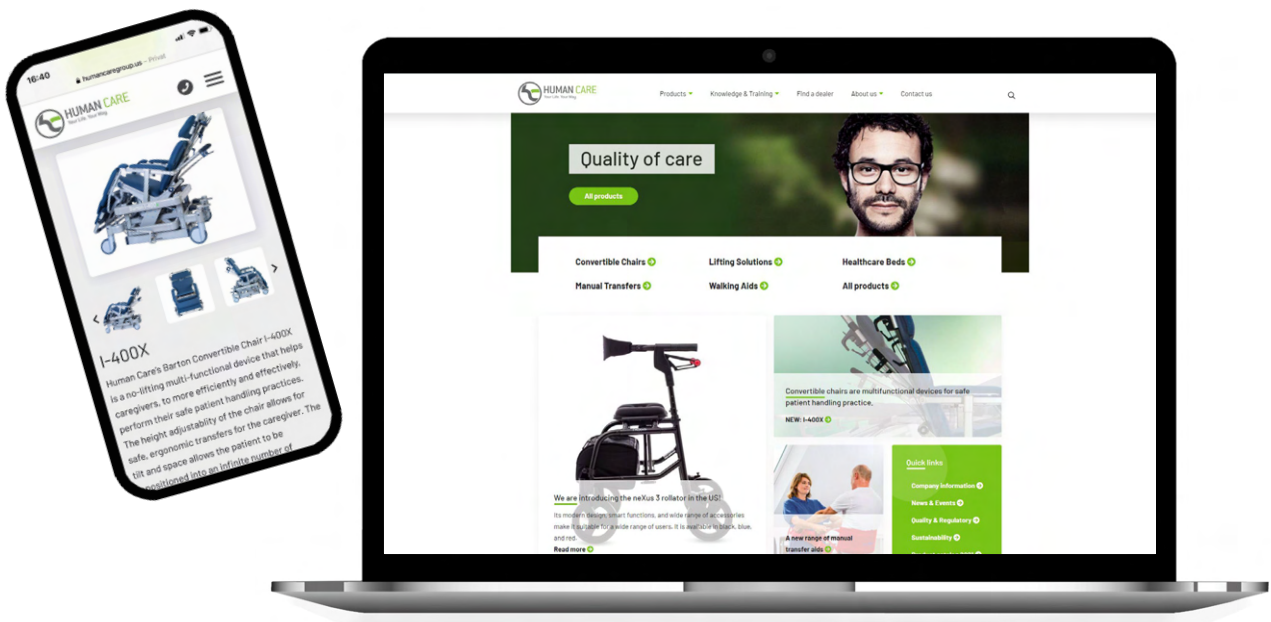 16:40
humancaregroup.us – Privat
HUMAN CARE
Your Life. Your Way.
I-400X
Human Care's Barton Convertible Chair I-400X
is a no-lifting multi-functional device that helps
caregivers, to more efficiently and effectively,
perform their safe patient handling practices.
The height adjustablity of the chair allows for
safe, ergonomic transfers for the caregiver. The
tilt and space allows the patient to be
positioned into an infinite number of
HUMAN CARE
Your Life. Your Way.
Products
Knowledge & Training
Find a dealer
About us
Contact us
Quality of care
All products
Convertible Chairs
Lifting Solutions
Healthcare Beds
Manual Transfers
Walking Aids
All products
We are introducing the neXus 3 rollator in the US!
Its modern design, smart functions, and wide range of accessories
make it suitable for a wide range of users. It is available in black, blue,
and red.
Read more
Convertible chairs are multifunctional devices for safe
patient handling practice.
NEW: I-400X
A new range of manual
transfer aids
Quick links
Company Information
News & Events
Quality & Regulatory
Sustainability